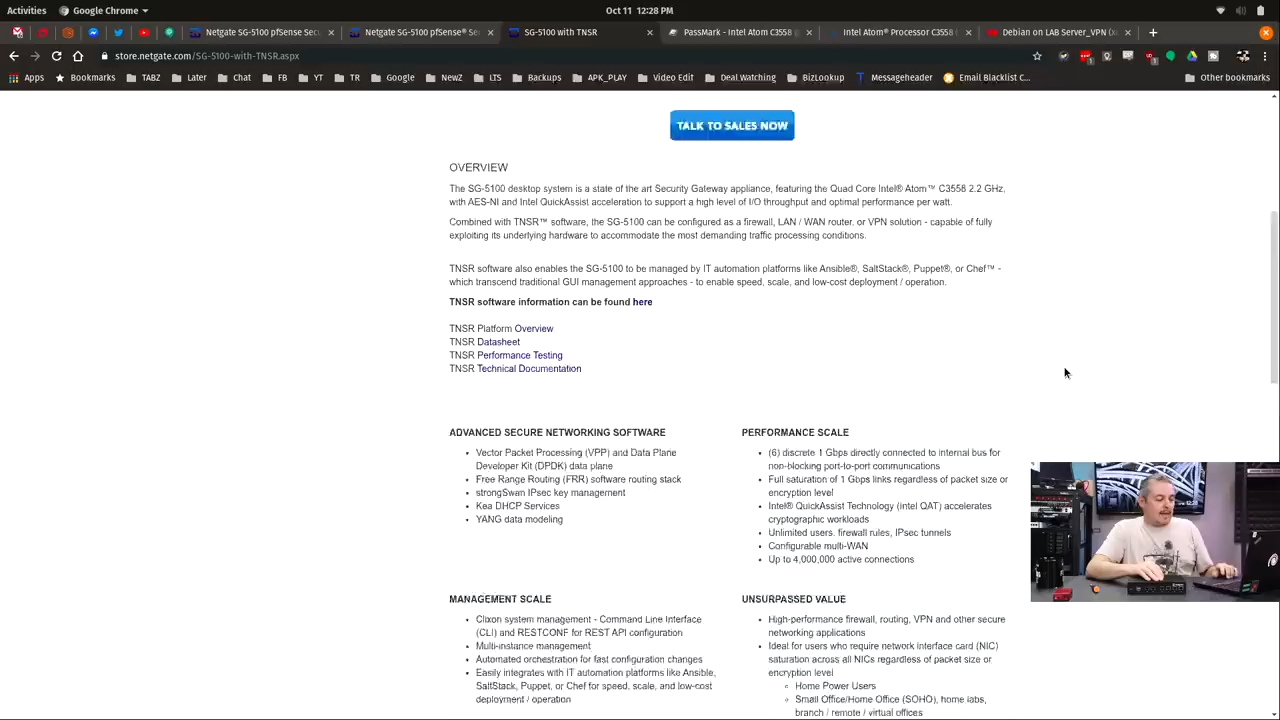 Activities
Google Chrome
Oct 11 12:28 PM
Netgate SG-5100 pfSense Secu
Netgate SG-5100 pfSense® Se
SG-5100 with TNSR
PassMark - Intel Atom C3558 @
Intel Atom® Processor C3558 (
Debian on LAB Server_VPN (x
store.netgate.com/SG-5100-with-TNSR.aspx
Apps
Bookmarks
TABZ
Later
Chat
FB
YT
TR
Google
NewZ
LTS
Backups
APK_PLAY
Video Edit
Deal Watching
BizLookup
Messageheader
Email Blacklist C...
Other bookmarks
TALK TO SALES NOW
OVERVIEW
The SG-5100 desktop system is a state of the art Security Gateway appliance, featuring the Quad Core Intel® Atom™ C3558 2.2 GHz,
with AES-NI and Intel QuickAssist acceleration to support a high level of I/O throughput and optimal performance per watt.
Combined with TNSR™ software, the SG-5100 can be configured as a firewall, LAN / WAN router, or VPN solution - capable of fully
exploiting its underlying hardware to accommodate the most demanding traffic processing conditions.
TNSR software also enables the SG-5100 to be managed by IT automation platforms like Ansible®, SaltStack®, Puppet®, or Chef™ -
which transcend traditional GUI management approaches - to enable speed, scale, and low-cost deployment / operation.
TNSR software information can be found here
TNSR Platform Overview
TNSR Datasheet
TNSR Performance Testing
TNSR Technical Documentation
ADVANCED SECURE NETWORKING SOFTWARE
Vector Packet Processing (VPP) and Data Plane
Developer Kit (DPDK) data plane
Free Range Routing (FRR) software routing stack
strongSwan IPsec key management
Kea DHCP Services
YANG data modeling
PERFORMANCE SCALE
(6) discrete 1 Gbps directly connected to internal bus for
non-blocking port-to-port communications
Full saturation of 1 Gbps links regardless of packet size or
encryption level
Intel® QuickAssist Technology (intel QAT) accelerates
cryptographic workloads
Unlimited users, firewall rules, IPsec tunnels
Configurable multi-WAN
Up to 4,000,000 active connections
MANAGEMENT SCALE
Clixon system management - Command Line Interface
(CLI) and RESTCONF for REST API configuration
Multi-instance management
Automated orchestration for fast configuration changes
Easily integrates with IT automation platforms like Ansible,
SaltStack, Puppet, or Chef for speed, scale, and low-cost
deployment / operation
UNSURPASSED VALUE
High-performance firewall, routing, VPN and other secure
networking applications
Ideal for users who require network interface card (NIC)
saturation across all NICs regardless of packet size or
encryption level
Home Power Users
Small Office/Home Office (SOHO), home labs,
branch / remote / virtual offices